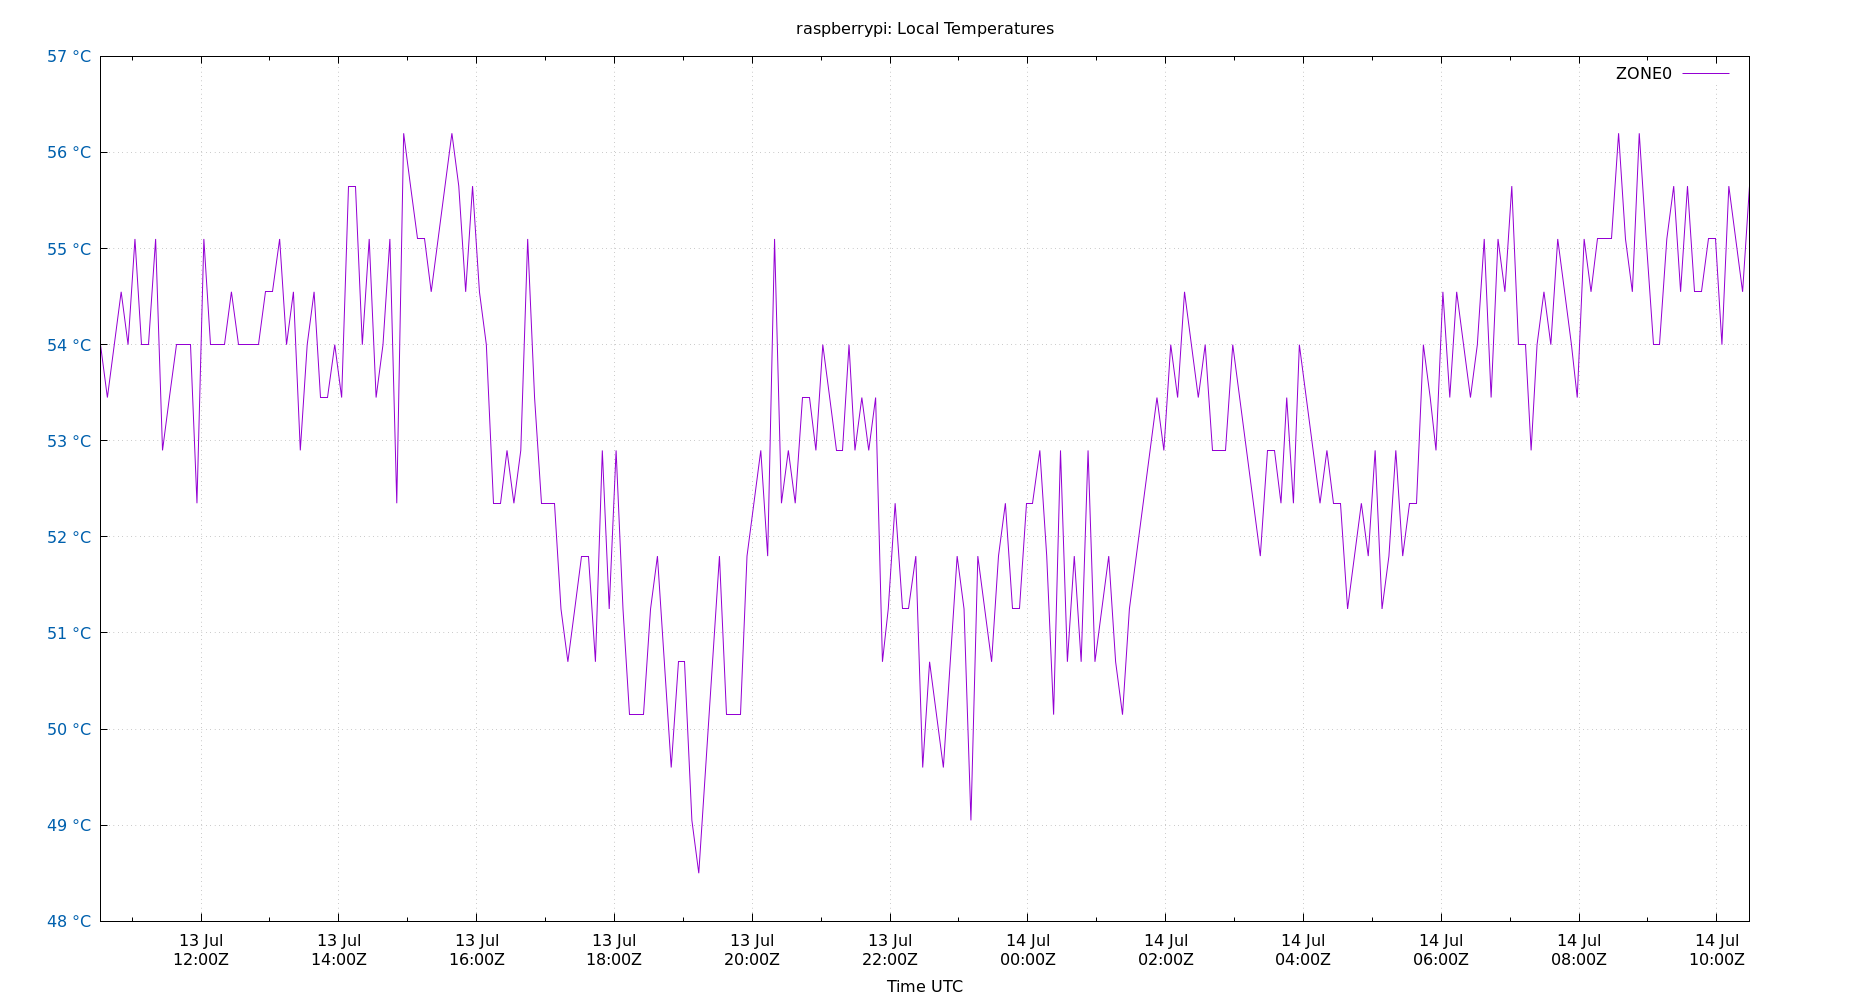 raspberrypi: Local Temperatures
57 °C
ZONE0
56 °C
55 °C
54 °C
53 °C
52 °C
51 °C
50 °C
49 °C
48 °C
13 Jul 13 Jul 13 Jul 13 Jul 13 Jul 13 Jul 14 Jul 14 Jul 14 Jul 14 Jul 14 Jul 14 Jul
12:00Z 14:00Z 16:00Z 18:00Z 20:00Z 22:00Z 00:00Z 02:00Z 04:00Z 06:00Z 08:00Z 10:00Z
Time UTC